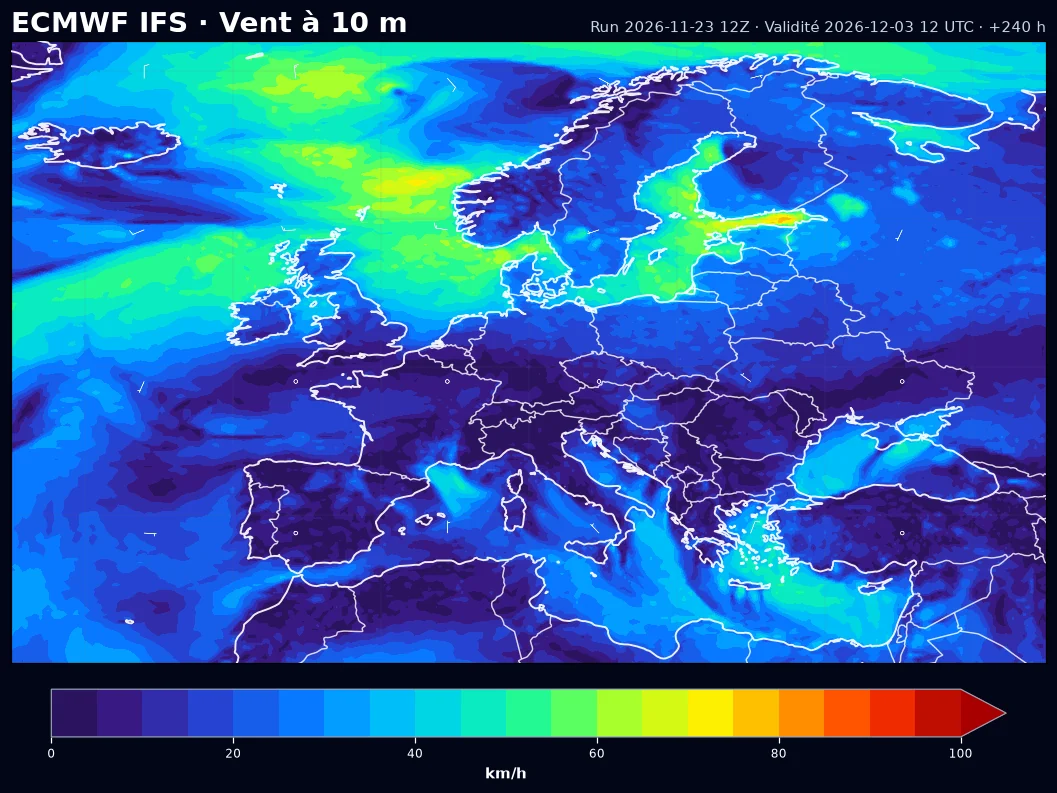 ECMWF IFS · Vent à 10 m
Run 2026-11-23 12Z · Validité 2026-12-03 12 UTC · +240 h
0 20 40 60 80 100
km/h